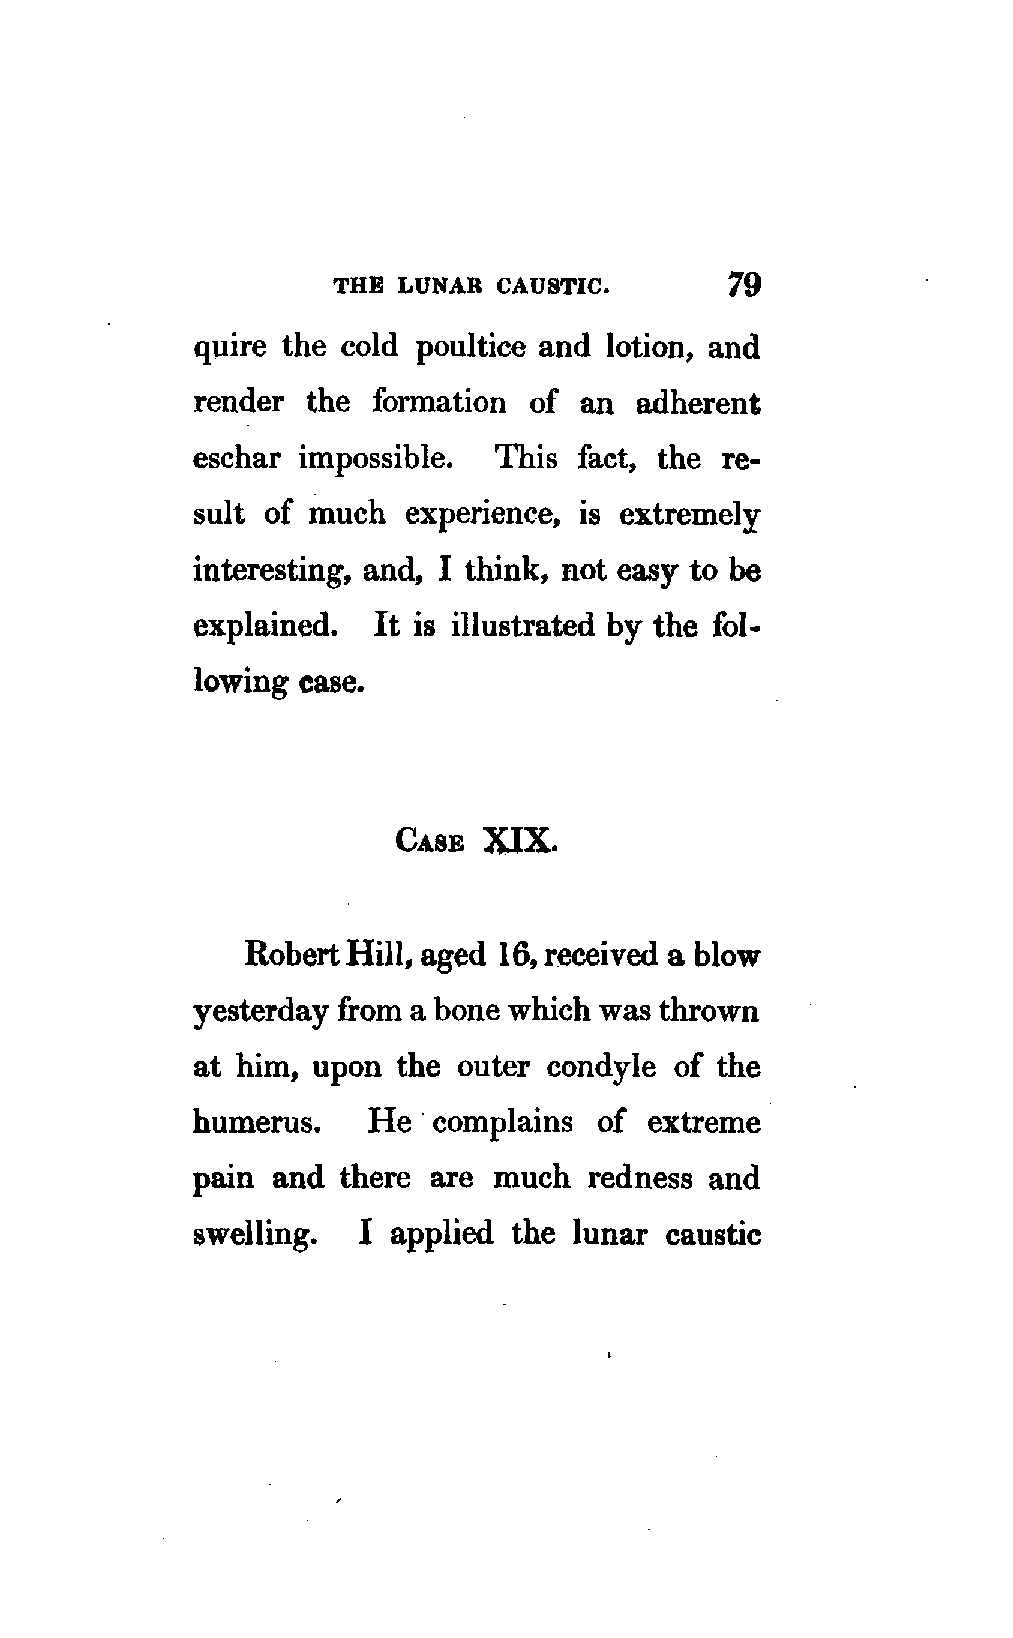 THE LUNAR CAUSTIC. 79
quire the cold poultice and lotion, and
render the formation of an adherent
eschar impossible. This fact, the re-
sult of much experience, is extremely
interesting, and, I think, not easy to be
explained. It is illustrated by the fol-
lowing case.
CASE XIX.
Robert Hill, aged 16, received a blow
yesterday from a bone which was thrown
at him, upon the outer condyle of the
humerus. He complains of extreme
pain and there are much redness and
swelling. I applied the lunar caustic